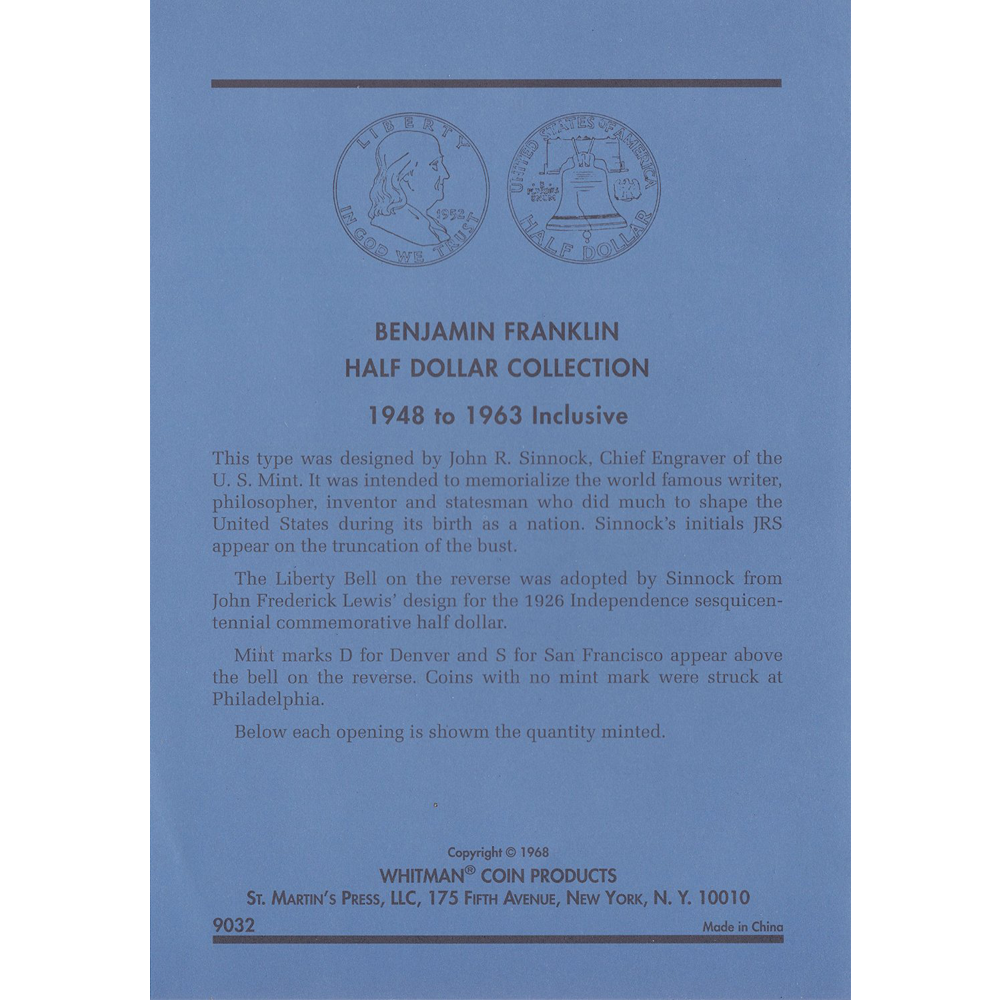 LIBERTY
1952
IN GOD WE TRUST
UNITED STATES OF AMERICA
HALF DOLLAR
BENJAMIN FRANKLIN
HALF DOLLAR COLLECTION
1948 to 1963 Inclusive
This type was designed by John R. Sinnock, Chief Engraver of the
U. S. Mint. It was intended to memorialize the world famous writer,
philosopher, inventor and statesman who did much to shape the
United States during its birth as a nation. Sinnock's initials JRS
appear on the truncation of the bust.
The Liberty Bell on the reverse was adopted by Sinnock from
John Frederick Lewis' design for the 1926 Independence sesquicen-
tennial commemorative half dollar.
Mint marks D for Denver and S for San Francisco appear above
the bell on the reverse. Coins with no mint mark were struck at
Philadelphia.
Below each opening is showm the quantity minted.
Copyright © 1968
WHITMAN® COIN PRODUCTS
ST. MARTIN'S PRESS, LLC, 175 FIFTH AVENUE, NEW YORK, N. Y. 10010
9032
Made in China